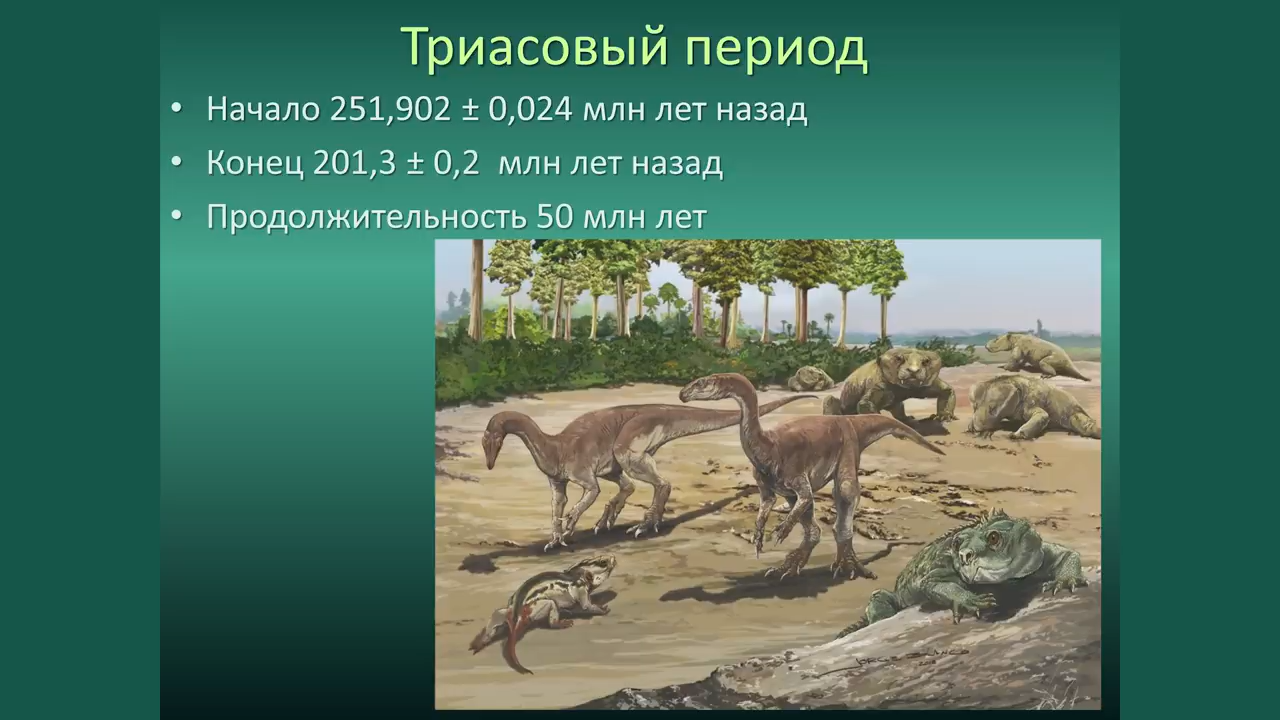 Триасовый период
• Начало 251,902 ± 0,024 млн лет назад
• Конец 201,3 ± 0,2 млн лет назад
• Продолжительность 50 млн лет